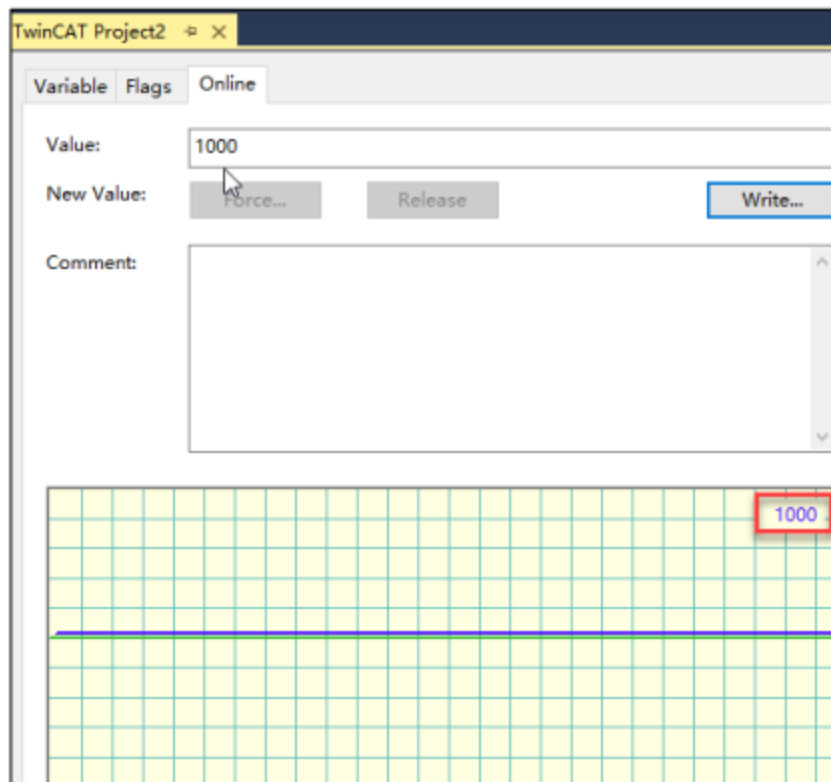 TwinCAT Project2
Variable Flags Online
Value: 1000
New Value: Force... Release Write...
Comment:
1000